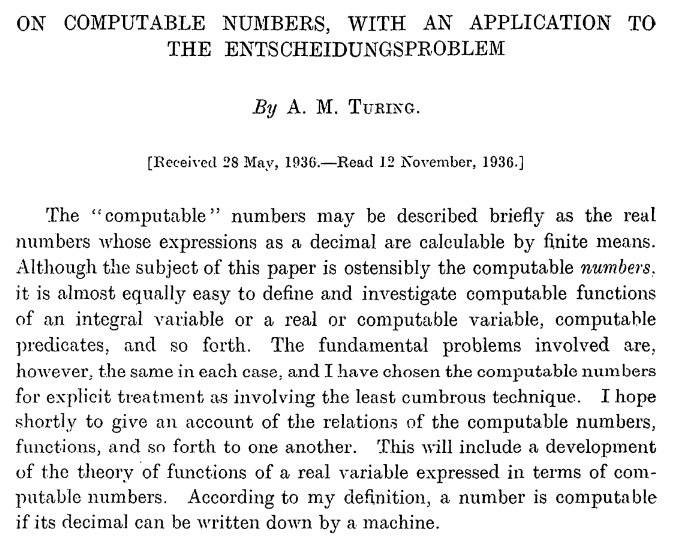 ON COMPUTABLE NUMBERS, WITH AN APPLICATION TO
THE ENTSCHEIDUNGSPROBLEM
By A. M. TURING.
[Received 28 May, 1936.—Read 12 November, 1936.]
The "computable" numbers may be described briefly as the real
numbers whose expressions as a decimal are calculable by finite means.
Although the subject of this paper is ostensibly the computable numbers,
it is almost equally easy to define and investigate computable functions
of an integral variable or a real or computable variable, computable
predicates, and so forth. The fundamental problems involved are,
however, the same in each case, and I have chosen the computable numbers
for explicit treatment as involving the least cumbrous technique. I hope
shortly to give an account of the relations of the computable numbers,
functions, and so forth to one another. This will include a development
of the theory of functions of a real variable expressed in terms of com-
putable numbers. According to my definition, a number is computable
if its decimal can be written down by a machine.